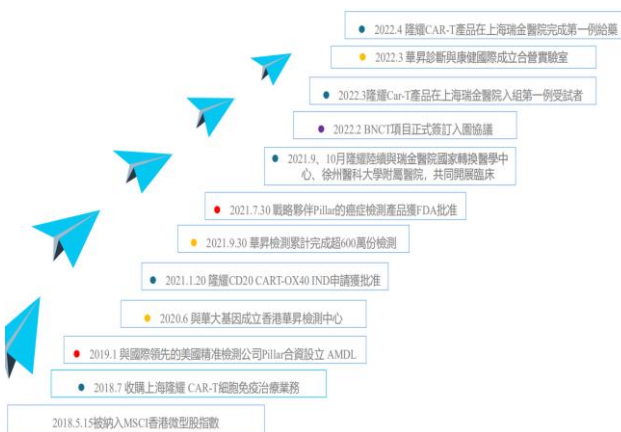 2022.4 隆耀CAR-T產品在上海瑞金醫院完成第一例給藥
2022.3 華昇診斷與康健國際成立合營實驗室
2022.3隆耀Car-T產品在上海瑞金醫院入組第一例受試者
2022.2 BNCT項目正式簽訂入園協議
2021.9、10月隆耀陸續與瑞金醫院國家轉換醫學中
心、徐州醫科大學附屬醫院，共同開展臨床
2021.7.30 戰略夥伴Pillar的癌症檢測產品獲FDA批准
2021.9.30 華昇檢測累計完成超600萬份檢測
2021.1.20 隆耀CD20 CART-OX40 IND申請獲批准
2020.6 與華大基因成立香港華昇檢測中心
2019.1 與國際領先的美國精准檢測公司Pillar合資設立 AMDL
2018.7 收購上海隆耀 CAR-T細胞免疫治療業務
2018.5.15被納入MSCI香港微型股指數